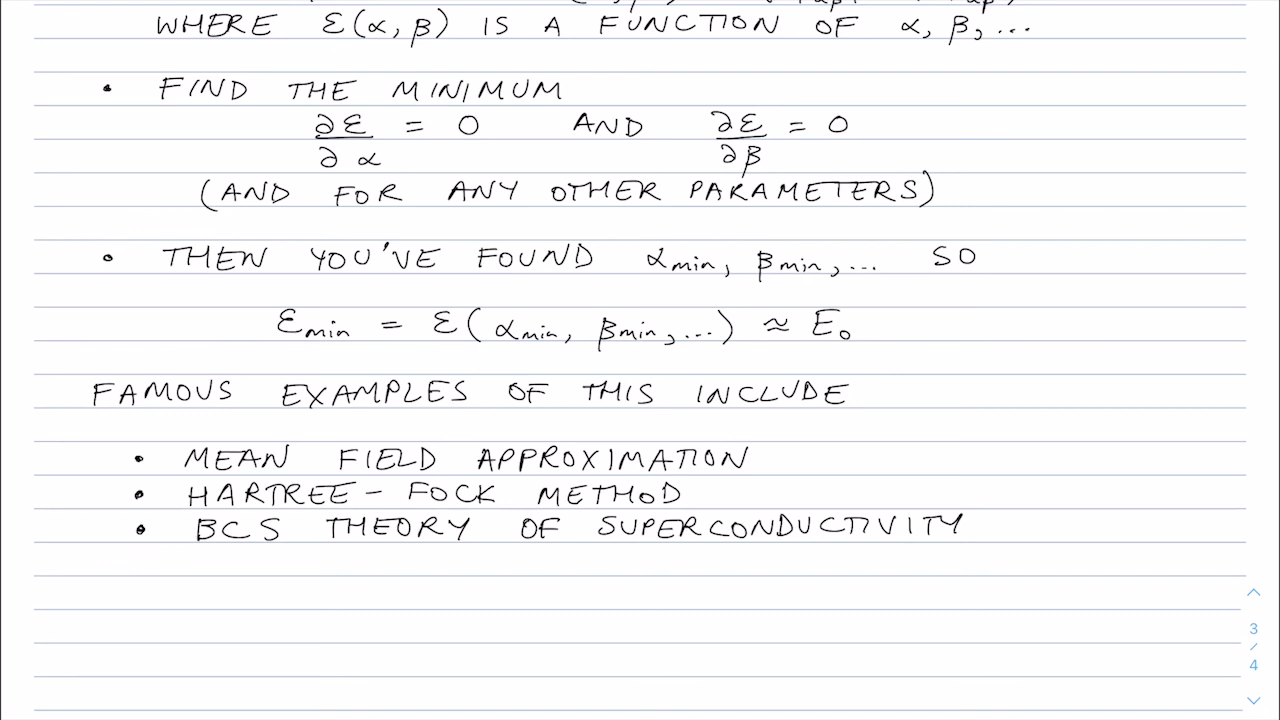 WHERE Ɛ(α, β) IS A FUNCTION OF α, β, ...
• FIND THE MINIMUM
∂Ɛ/∂α = 0 AND ∂Ɛ/∂β = 0
(AND FOR ANY OTHER PARAMETERS)
• THEN YOU'VE FOUND αmin, βmin, ... SO
Ɛmin = Ɛ(αmin, βmin, ...) ≈ E₀
FAMOUS EXAMPLES OF THIS INCLUDE
• MEAN FIELD APPROXIMATION
• HARTREE-FOCK METHOD
• BCS THEORY OF SUPERCONDUCTIVITY
3
/
4